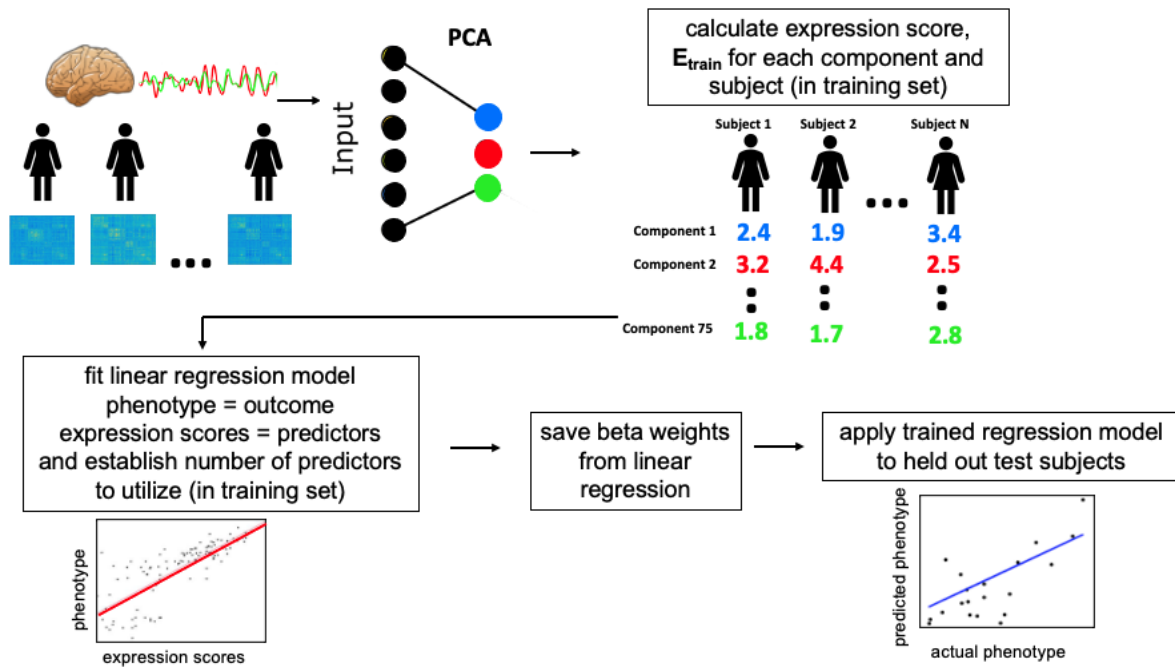 PCA
Input
calculate expression score,
E_train for each component and
subject (in training set)
Subject 1 Subject 2 Subject N
Component 1 2.4 1.9 3.4
Component 2 3.2 4.4 2.5
Component 75 1.8 1.7 2.8
fit linear regression model
phenotype = outcome
expression scores = predictors
and establish number of predictors
to utilize (in training set)
phenotype
expression scores
save beta weights
from linear
regression
apply trained regression model
to held out test subjects
predicted phenotype
actual phenotype